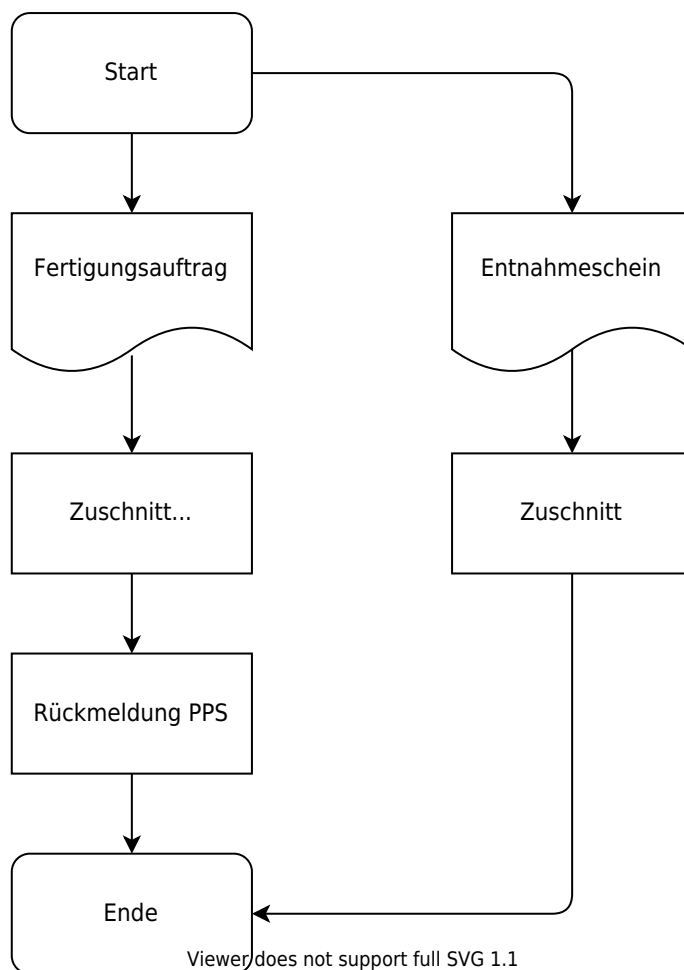 Start
Fertigungsauftrag
Entnahmeschein
Zuschnitt...
Zuschnitt
Rückmeldung PPS
Ende
Viewer does not support full SVG 1.1